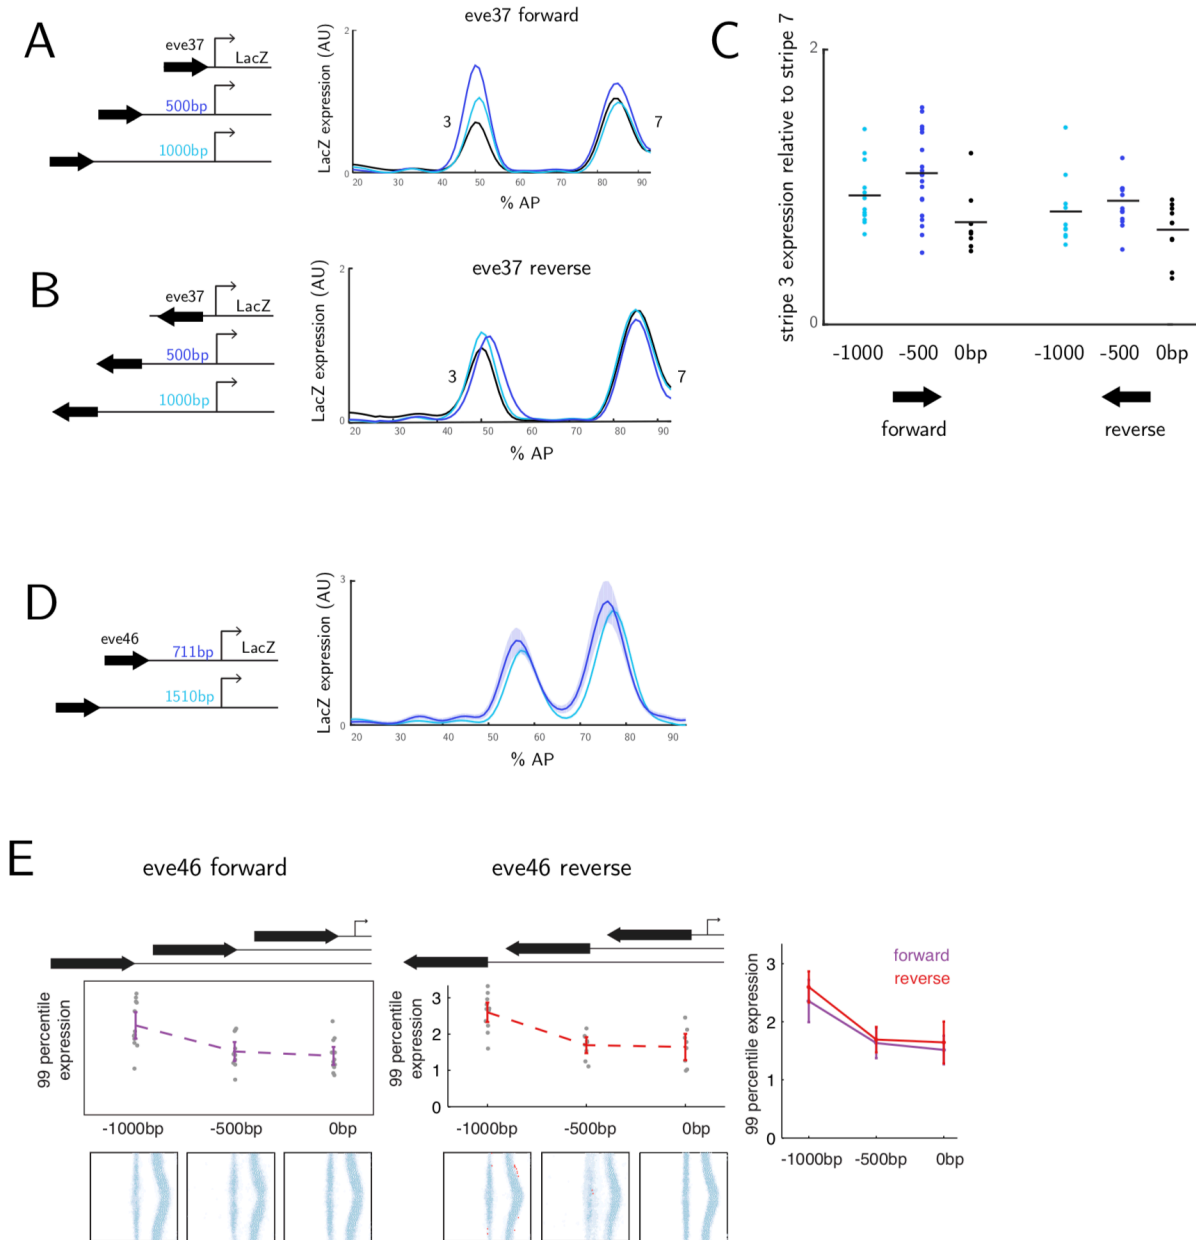 A
eve37
LacZ
500bp
1000bp
eve37 forward
LacZ expression (AU)
2
0
3
7
20 30 40 50 60 70 80 90
% AP
B
eve37
LacZ
500bp
1000bp
eve37 reverse
LacZ expression (AU)
2
0
3
7
20 30 40 50 60 70 80 90
% AP
C
stripe 3 expression relative to stripe 7
2
0
-1000 -500 0bp -1000 -500 0bp
forward reverse
D
eve46
711bp
LacZ
1510bp
LacZ expression (AU)
3
0
20 30 40 50 60 70 80 90
% AP
E
eve46 forward
99 percentile
expression
-1000bp -500bp 0bp
eve46 reverse
99 percentile
expression
3
2
1
0
-1000bp -500bp 0bp
99 percentile expression
3
2
1
0
forward
reverse
-1000bp -500bp 0bp